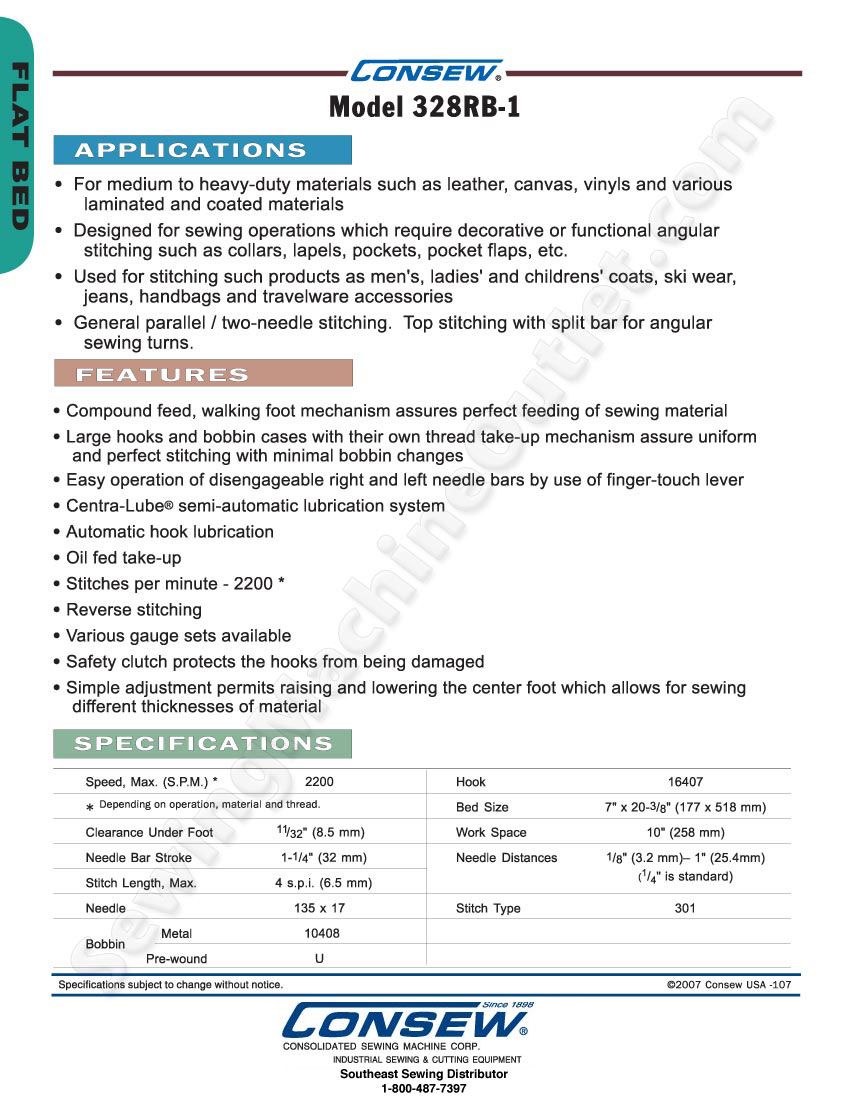 FLAT BED
CONSEW®
Model 328RB-1
APPLICATIONS
• For medium to heavy-duty materials such as leather, canvas, vinyls and various
laminated and coated materials
• Designed for sewing operations which require decorative or functional angular
stitching such as collars, lapels, pockets, pocket flaps, etc.
• Used for stitching such products as men's, ladies' and childrens' coats, ski wear,
jeans, handbags and travelware accessories
• General parallel / two-needle stitching. Top stitching with split bar for angular
sewing turns.
FEATURES
• Compound feed, walking foot mechanism assures perfect feeding of sewing material
• Large hooks and bobbin cases with their own thread take-up mechanism assure uniform
and perfect stitching with minimal bobbin changes
• Easy operation of disengageable right and left needle bars by use of finger-touch lever
• Centra-Lube® semi-automatic lubrication system
• Automatic hook lubrication
• Oil fed take-up
• Stitches per minute - 2200 *
• Reverse stitching
• Various gauge sets available
• Safety clutch protects the hooks from being damaged
• Simple adjustment permits raising and lowering the center foot which allows for sewing
different thicknesses of material
SPECIFICATIONS
Speed, Max. (S.P.M.) * 2200 Hook 16407
* Depending on operation, material and thread. Bed Size 7" x 20-3/8" (177 x 518 mm)
Clearance Under Foot 11/32" (8.5 mm) Work Space 10" (258 mm)
Needle Bar Stroke 1-1/4" (32 mm) Needle Distances 1/8" (3.2 mm)– 1" (25.4mm)
(1/4" is standard)
Stitch Length, Max. 4 s.p.i. (6.5 mm)
Needle 135 x 17 Stitch Type 301
Bobbin Metal 10408
Pre-wound U
Specifications subject to change without notice. ©2007 Consew USA -107
Since 1898
CONSEW®
CONSOLIDATED SEWING MACHINE CORP.
INDUSTRIAL SEWING & CUTTING EQUIPMENT
Southeast Sewing Distributor
1-800-487-7397
SewingMachineOutlet.com